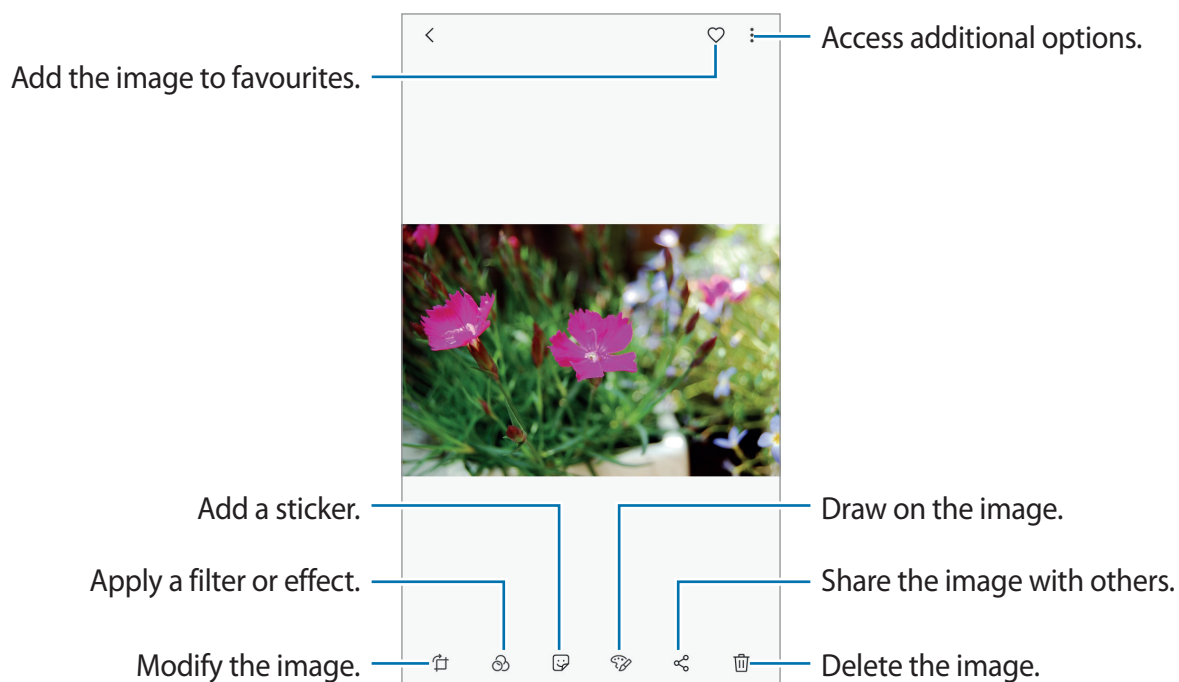 Access additional options.
Add the image to favourites.
Add a sticker.
Draw on the image.
Apply a filter or effect.
Share the image with others.
Modify the image.
Delete the image.